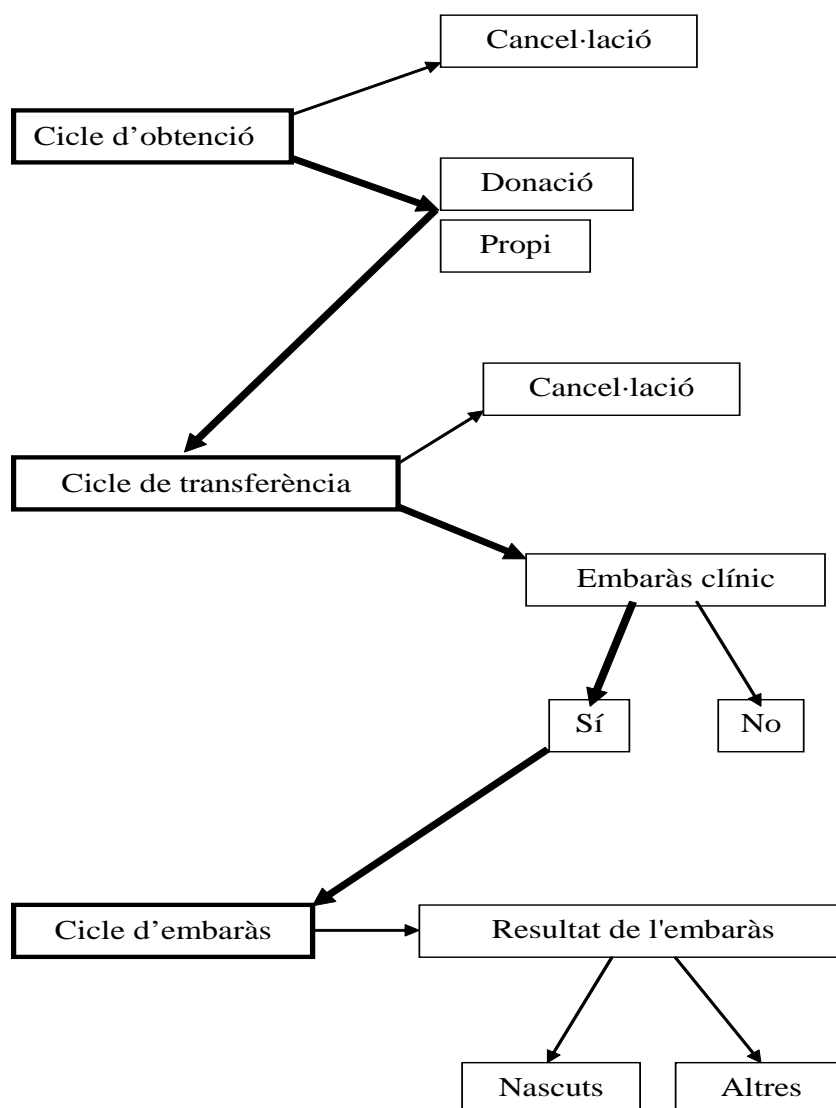 Cancel·lació
Cicle d’obtenció
Donació
Propi
Cancel·lació
Cicle de transferència
Embaràs clínic
Sí
No
Cicle d’embaràs
Resultat de l'embaràs
Nascuts
Altres